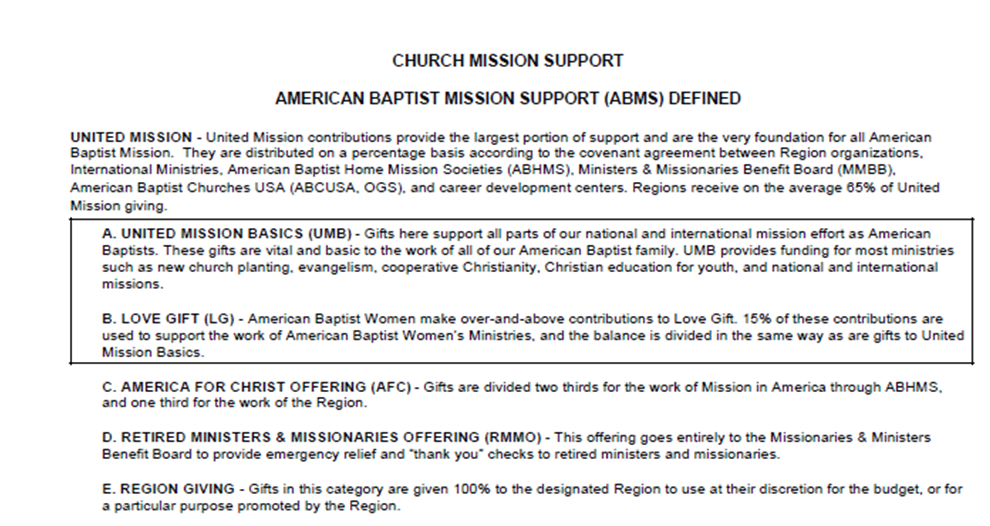 CHURCH MISSION SUPPORT
AMERICAN BAPTIST MISSION SUPPORT (ABMS) DEFINED
UNITED MISSION - United Mission contributions provide the largest portion of support and are the very foundation for all American
Baptist Mission. They are distributed on a percentage basis according to the covenant agreement between Region organizations,
International Ministries, American Baptist Home Mission Societies (ABHMS), Ministers & Missionaries Benefit Board (MMBB),
American Baptist Churches USA (ABCUSA, OGS), and career development centers. Regions receive on the average 65% of United
Mission giving.
A. UNITED MISSION BASICS (UMB) - Gifts here support all parts of our national and international mission effort as American
Baptists. These gifts are vital and basic to the work of all of our American Baptist family. UMB provides funding for most ministries
such as new church planting, evangelism, cooperative Christianity, Christian education for youth, and national and international
missions.
B. LOVE GIFT (LG) - American Baptist Women make over-and-above contributions to Love Gift. 15% of these contributions are
used to support the work of American Baptist Women's Ministries, and the balance is divided in the same way as are gifts to United
Mission Basics.
C. AMERICA FOR CHRIST OFFERING (AFC) - Gifts are divided two thirds for the work of Mission in America through ABHMS,
and one third for the work of the Region.
D. RETIRED MINISTERS & MISSIONARIES OFFERING (RMMO) - This offering goes entirely to the Missionaries & Ministers
Benefit Board to provide emergency relief and "thank you" checks to retired ministers and missionaries.
E. REGION GIVING - Gifts in this category are given 100% to the designated Region to use at their discretion for the budget, or for
a particular purpose promoted by the Region.